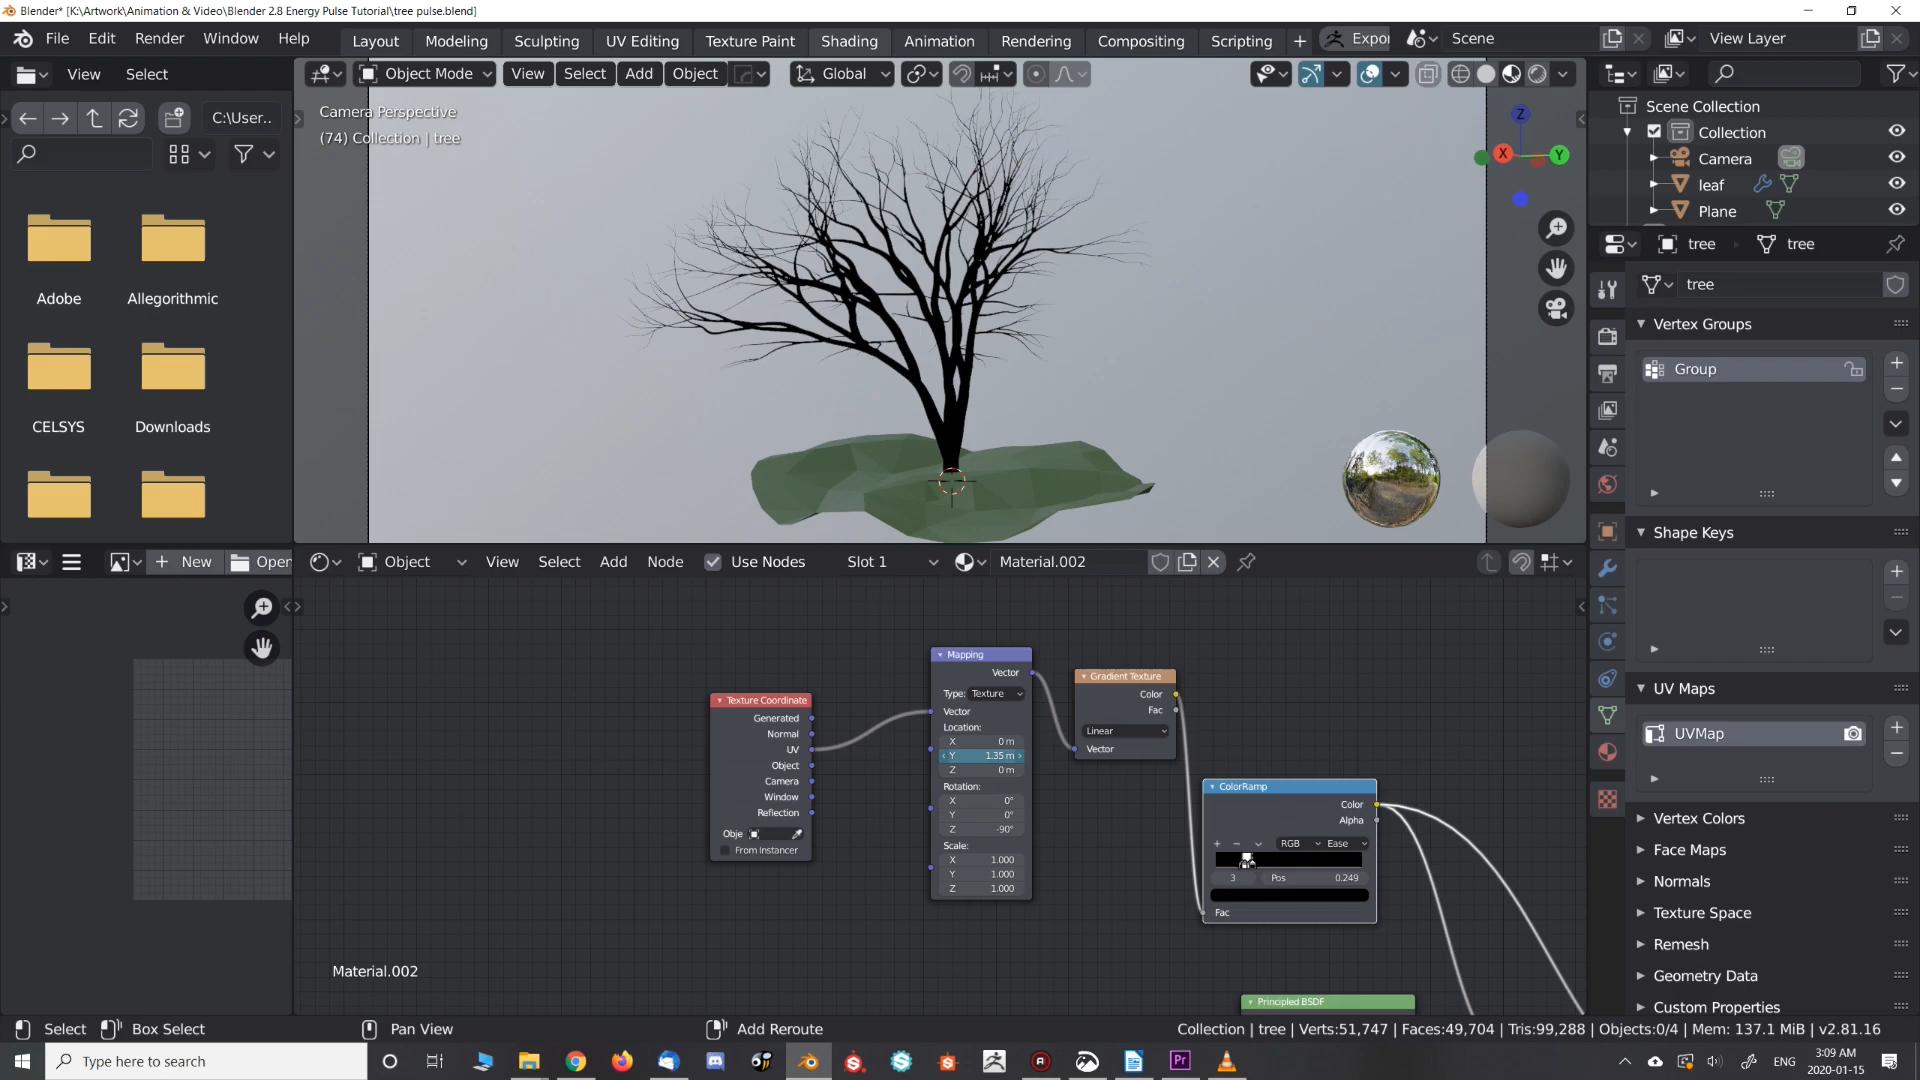 Blender* [K:\Artwork\Animation & Video\Blender 2.8 Energy Pulse Tutorial\tree pulse.blend]
File Edit Render Window Help Layout Modeling Sculpting UV Editing Texture Paint Shading Animation Rendering Compositing Scripting + Expor Scene View Layer
View Select Object Mode View Select Add Object Global
C:\User..
Camera Perspective
(74) Collection | tree
Z
X Y
Adobe Allegorithmic
CELSYS Downloads
Scene Collection
Collection
Camera
leaf
Plane
tree tree
tree
Vertex Groups
Group
Shape Keys
UV Maps
UVMap
Vertex Colors
Face Maps
Normals
Texture Space
Remesh
Geometry Data
Custom Properties
New Open Object View Select Add Node Use Nodes Slot 1 Material.002
Texture Coordinate
Generated
Normal
UV
Object
Camera
Window
Reflection
Obje
From Instancer
Mapping
Vector
Type: Texture
Vector
Location:
X 0 m
Y 1.35 m
Z 0 m
Rotation:
X 0°
Y 0°
Z -90°
Scale:
X 1.000
Y 1.000
Z 1.000
Gradient Texture
Color
Fac
Linear
Vector
ColorRamp
Color
Alpha
RGB Ease
3 Pos 0.249
Fac
Principled BSDF
Material.002
Select Box Select Pan View Add Reroute Collection | tree | Verts:51,747 | Faces:49,704 | Tris:99,288 | Objects:0/4 | Mem: 137.1 MiB | v2.81.16
Type here to search
Pr
ENG
3:09 AM
2020-01-15